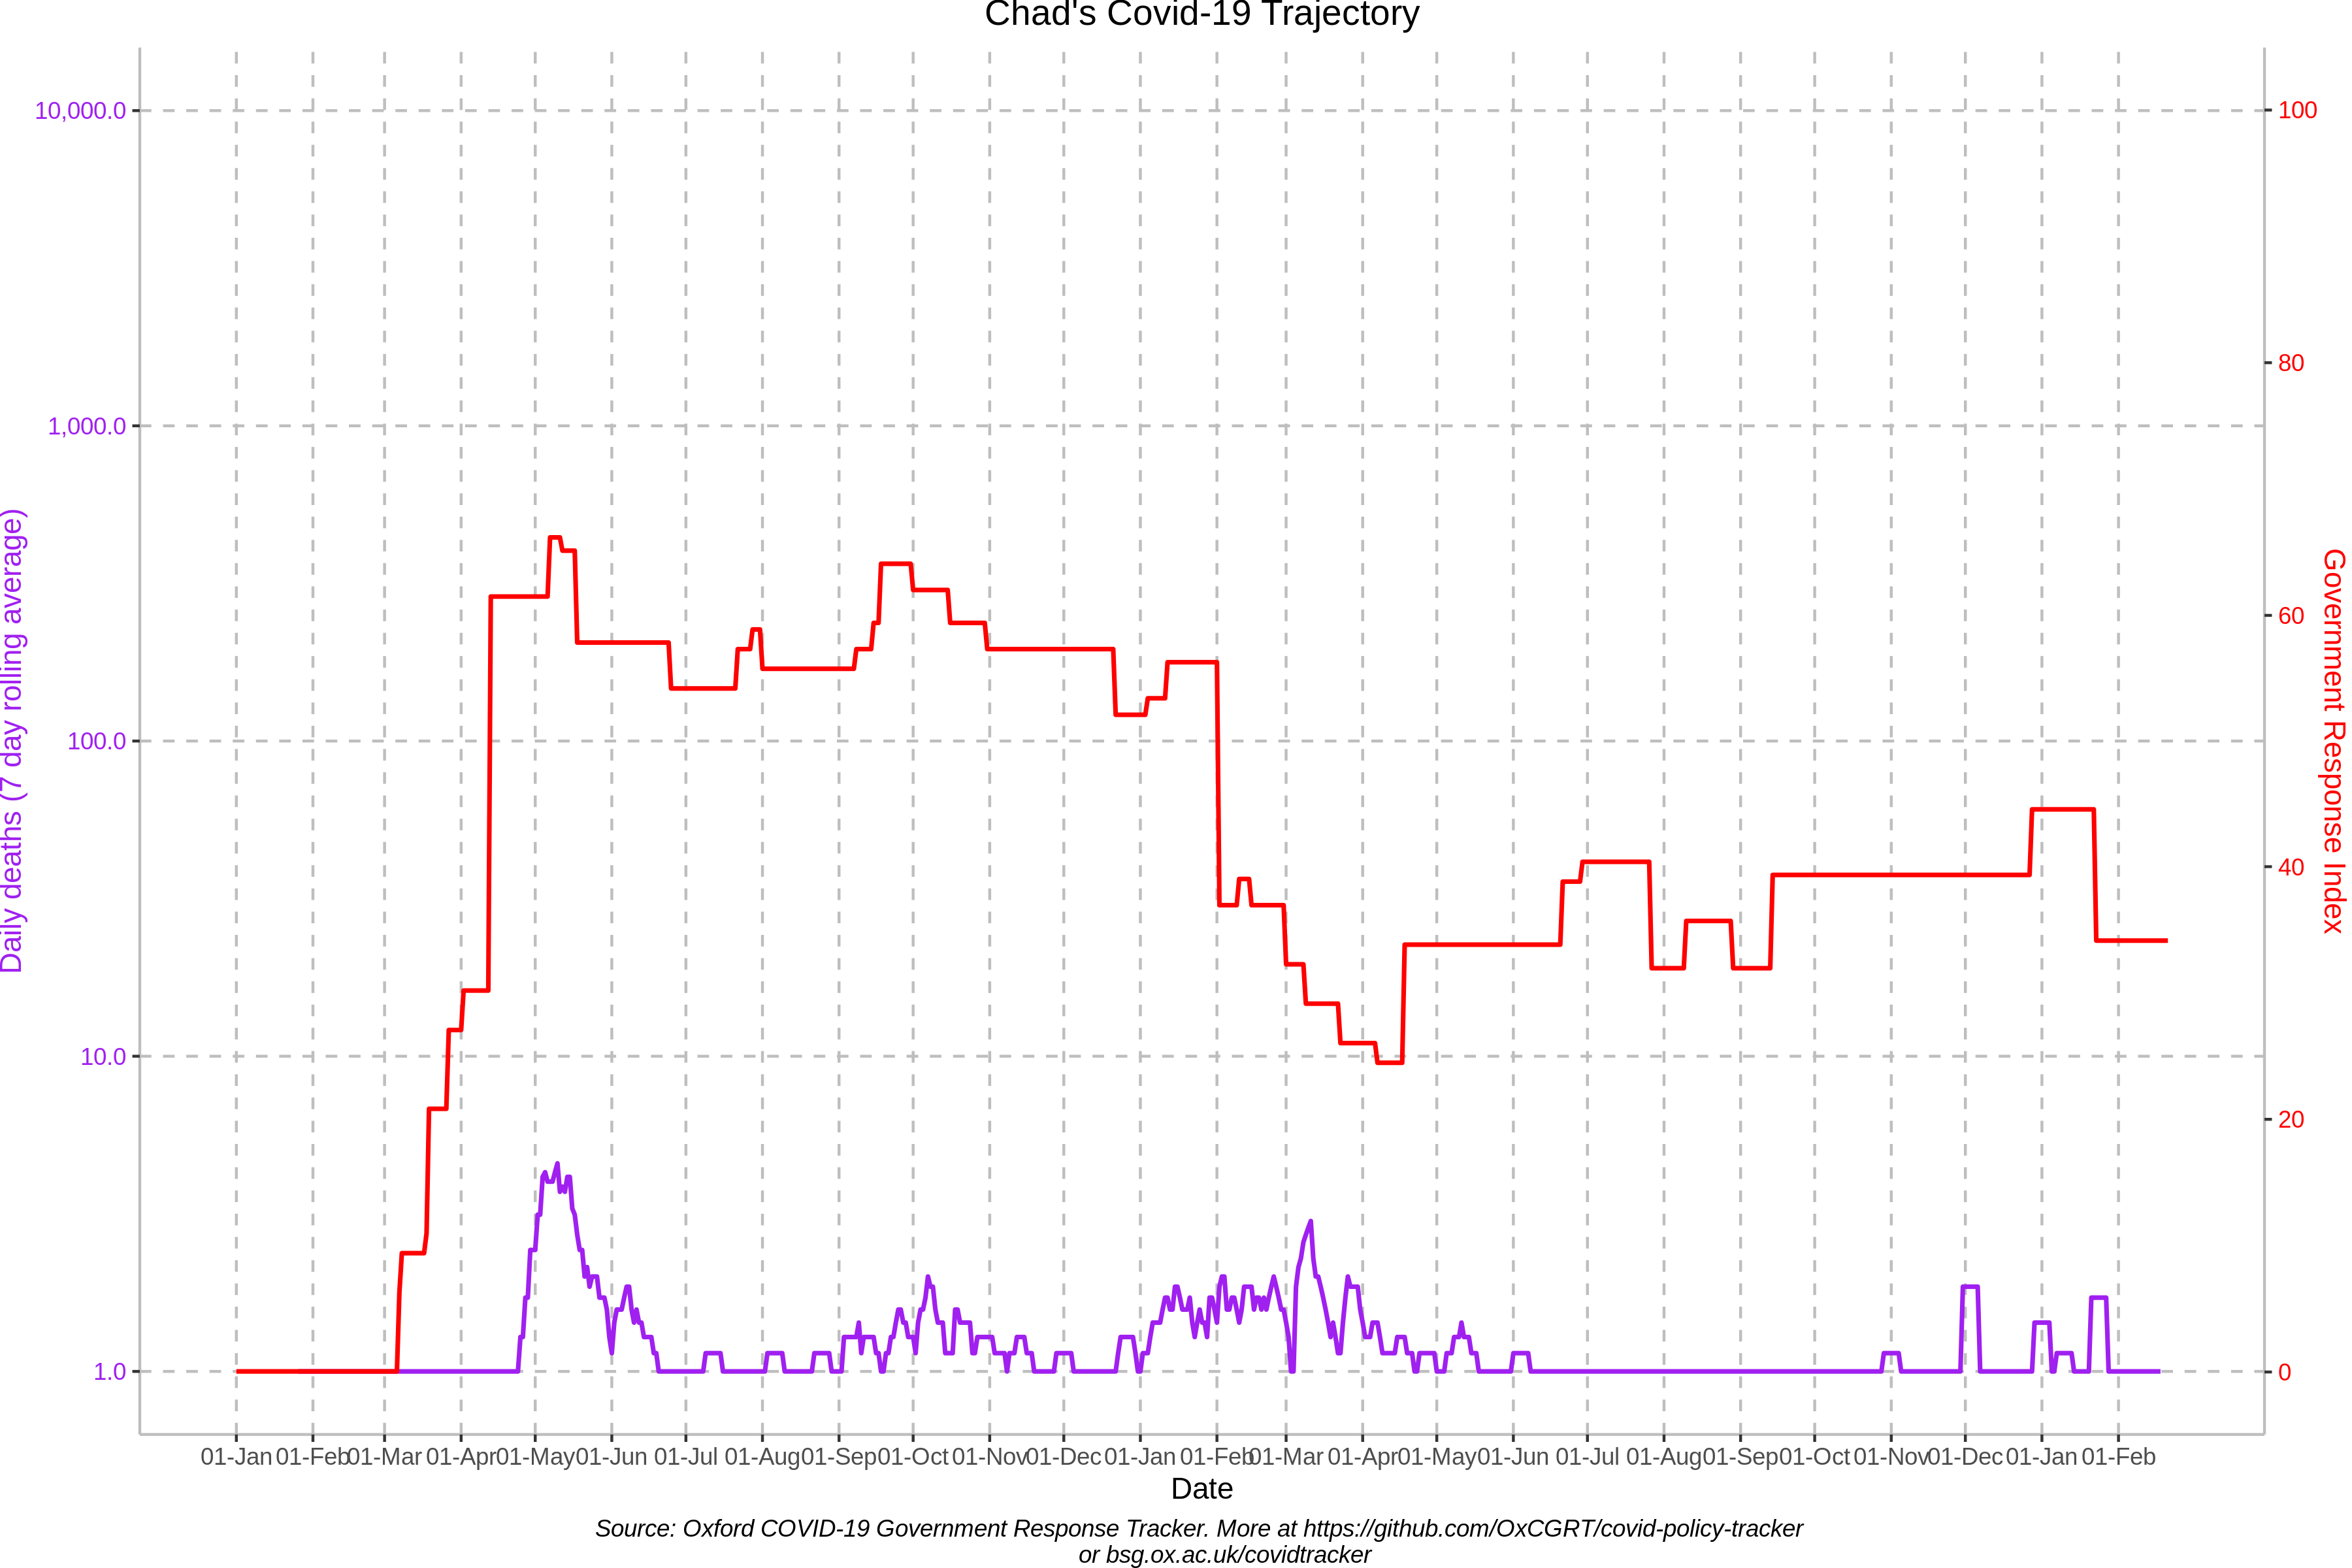 Chad's Covid-19 Trajectory
10,000.0
1,000.0
100.0
10.0
1.0
Daily deaths (7 day rolling average)
100
80
60
40
20
0
Government Response Index
01-Jan 01-Feb 01-Mar 01-Apr 01-May 01-Jun 01-Jul 01-Aug 01-Sep 01-Oct 01-Nov 01-Dec 01-Jan 01-Feb 01-Mar 01-Apr 01-May 01-Jun 01-Jul 01-Aug 01-Sep 01-Oct 01-Nov 01-Dec 01-Jan 01-Feb
Date
Source: Oxford COVID-19 Government Response Tracker. More at https://github.com/OxCGRT/covid-policy-tracker
or bsg.ox.ac.uk/covidtracker